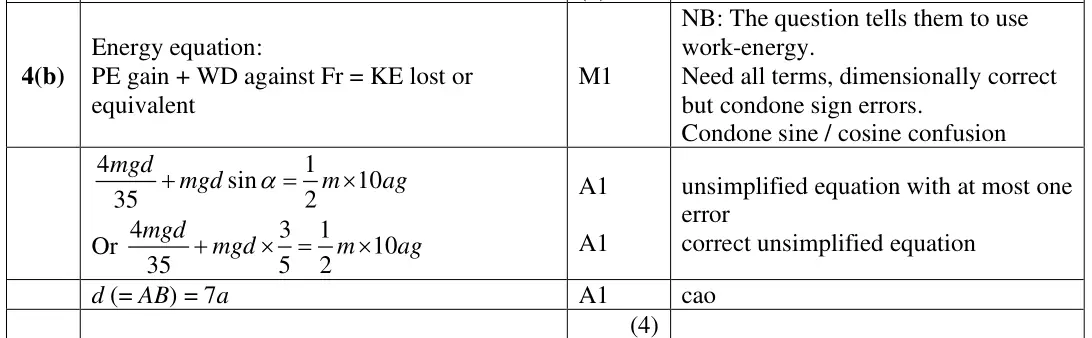 4(b)
Energy equation:
PE gain + WD against Fr = KE lost or
equivalent
M1
NB: The question tells them to use
work-energy.
Need all terms, dimensionally correct
but condone sign errors.
Condone sine / cosine confusion
4mgd/35 + mgd sin α = 1/2 m × 10ag
A1
unsimplified equation with at most one
error
Or 4mgd/35 + mgd × 3/5 = 1/2 m × 10ag
A1
correct unsimplified equation
d (= AB) = 7a
A1
cao
(4)